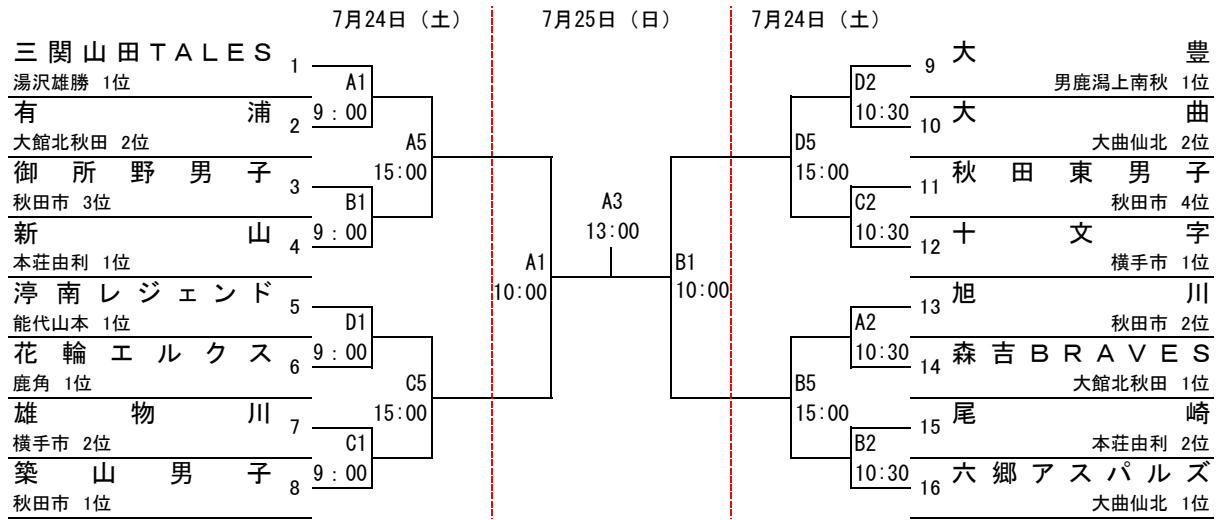 7月24日（土） 7月25日（日） 7月24日（土）
三関山田TALES 1
湯沢雄勝 1位
A1
9：00
有浦 2
大館北秋田 2位
A5
15:00
御所野男子 3
秋田市 3位
B1
9：00
新山 4
本荘由利 1位
A1
10:00
渟南レジェンド 5
能代山本 1位
D1
9：00
花輪エルクス 6
鹿角 1位
C5
15:00
雄物川 7
横手市 2位
C1
9：00
築山男子 8
秋田市 1位
A3
13:00
9 大豊
男鹿潟上南秋 1位
D2
10:30
10 大曲
大曲仙北 2位
D5
15:00
11 秋田東男子
秋田市 4位
C2
10:30
12 十文字
横手市 1位
B1
10:00
13 旭川
秋田市 2位
A2
10:30
14 森吉BRAVES
大館北秋田 1位
B5
15:00
15 尾崎
本荘由利 2位
B2
10:30
16 六郷アスパルズ
大曲仙北 1位